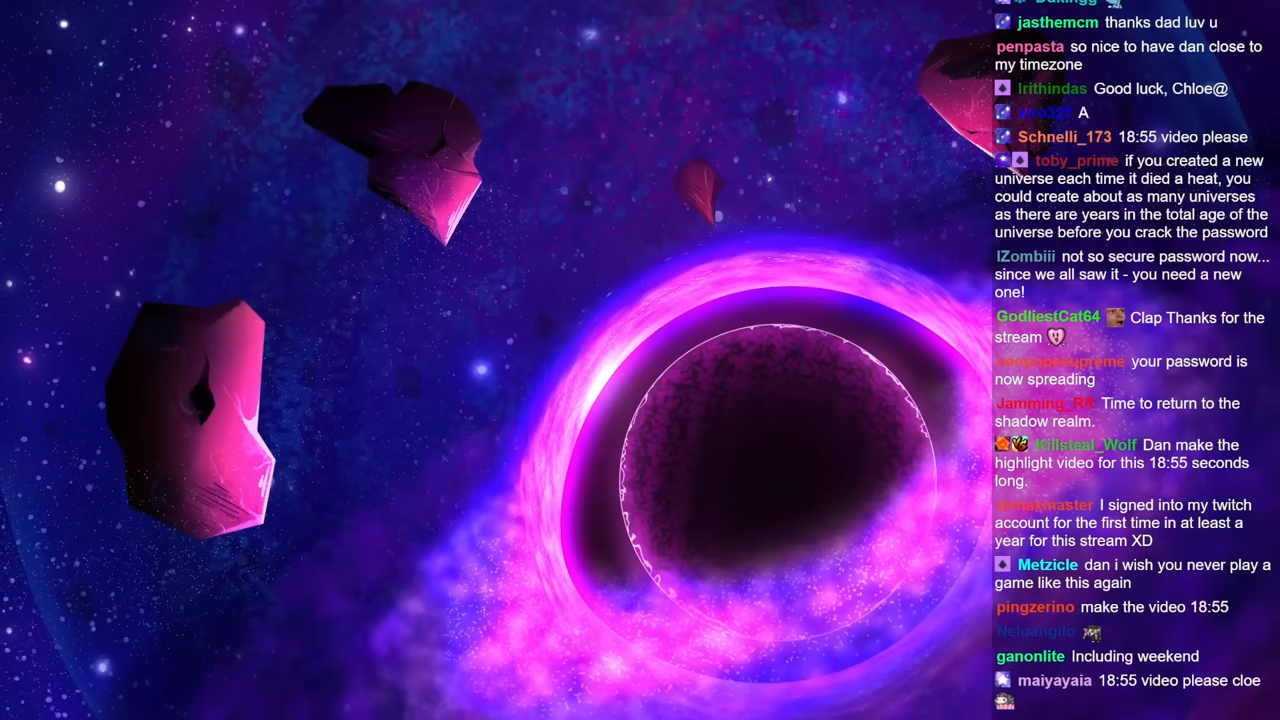 jasthemcm thanks dad luv u
penpasta so nice to have dan close to
my timezone
Irithindas Good luck, Chloe@
A
Schnelli_173 18:55 video please
toby_prime if you created a new
universe each time it died a heat, you
could create about as many universes
as there are years in the total age of the
universe before you crack the password
IZombiii not so secure password now...
since we all saw it - you need a new
one!
GodliestCat64 Clap Thanks for the
stream
neopopesupreme your password is
now spreading
Jamming_RR Time to return to the
shadow realm.
Killsteal_Wolf Dan make the
highlight video for this 18:55 seconds
long.
I signed into my twitch
account for the first time in at least a
year for this stream XD
Metzicle dan i wish you never play a
game like this again
pingzerino make the video 18:55
Neloangilo
ganonlite Including weekend
maiyayaia 18:55 video please cloe